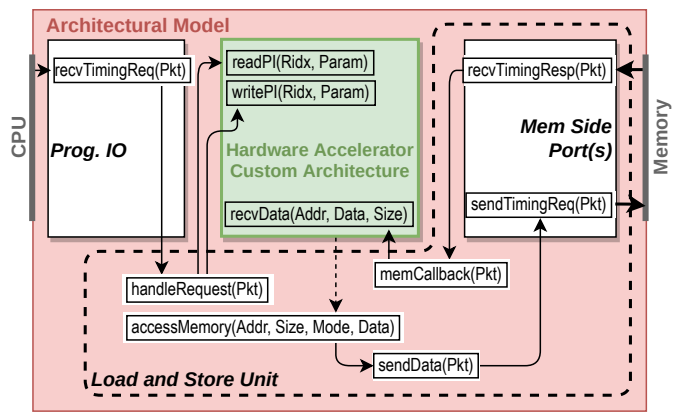 Architectural Model
CPU
recvTimingReq(Pkt)
Prog. IO
readPI(Ridx, Param)
writePI(Ridx, Param)
Hardware Accelerator
Custom Architecture
recvData(Addr, Data, Size)
recvTimingResp(Pkt)
Mem Side
Port(s)
sendTimingReq(Pkt)
Memory
memCallback(Pkt)
handleRequest(Pkt)
accessMemory(Addr, Size, Mode, Data)
sendData(Pkt)
Load and Store Unit